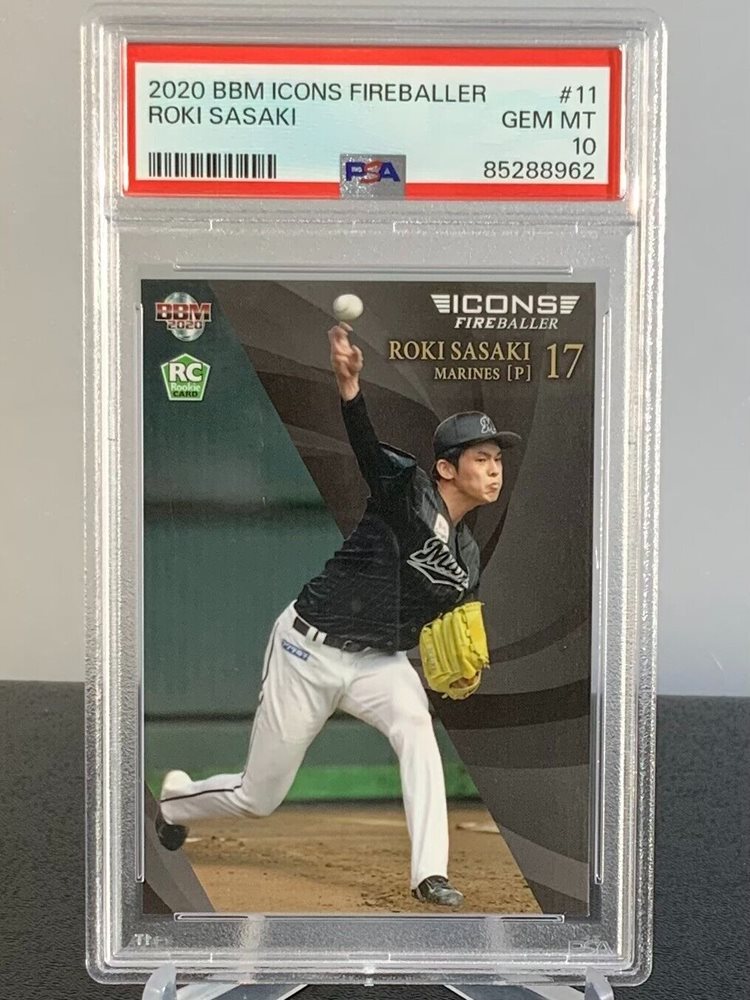 2020 BBM ICONS FIREBALLER #11
ROKI SASAKI GEM MT
10
PSA 85288962
BBM
2020
ICONS
FIREBALLER
RC
Rookie
CARD
ROKI SASAKI 17
MARINES [P]
M
PSA